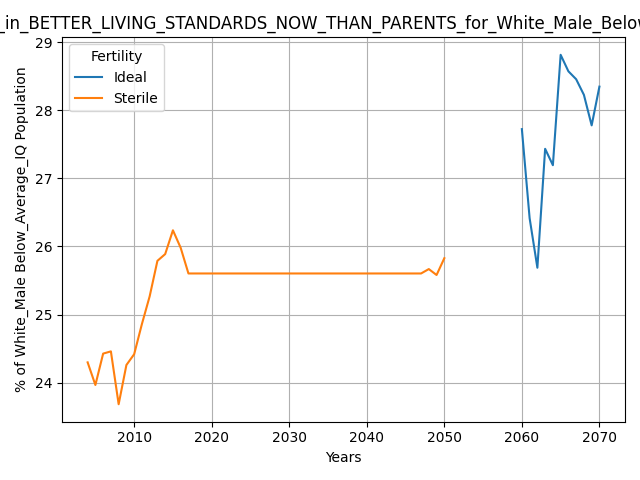 _in_BETTER_LIVING_STANDARDS_NOW_THAN_PARENTS_for_White_Male_Below
29
28
27
26
25
24
% of White_Male Below_Average_IQ Population
Fertility
Ideal
Sterile
2010 2020 2030 2040 2050 2060 2070
Years